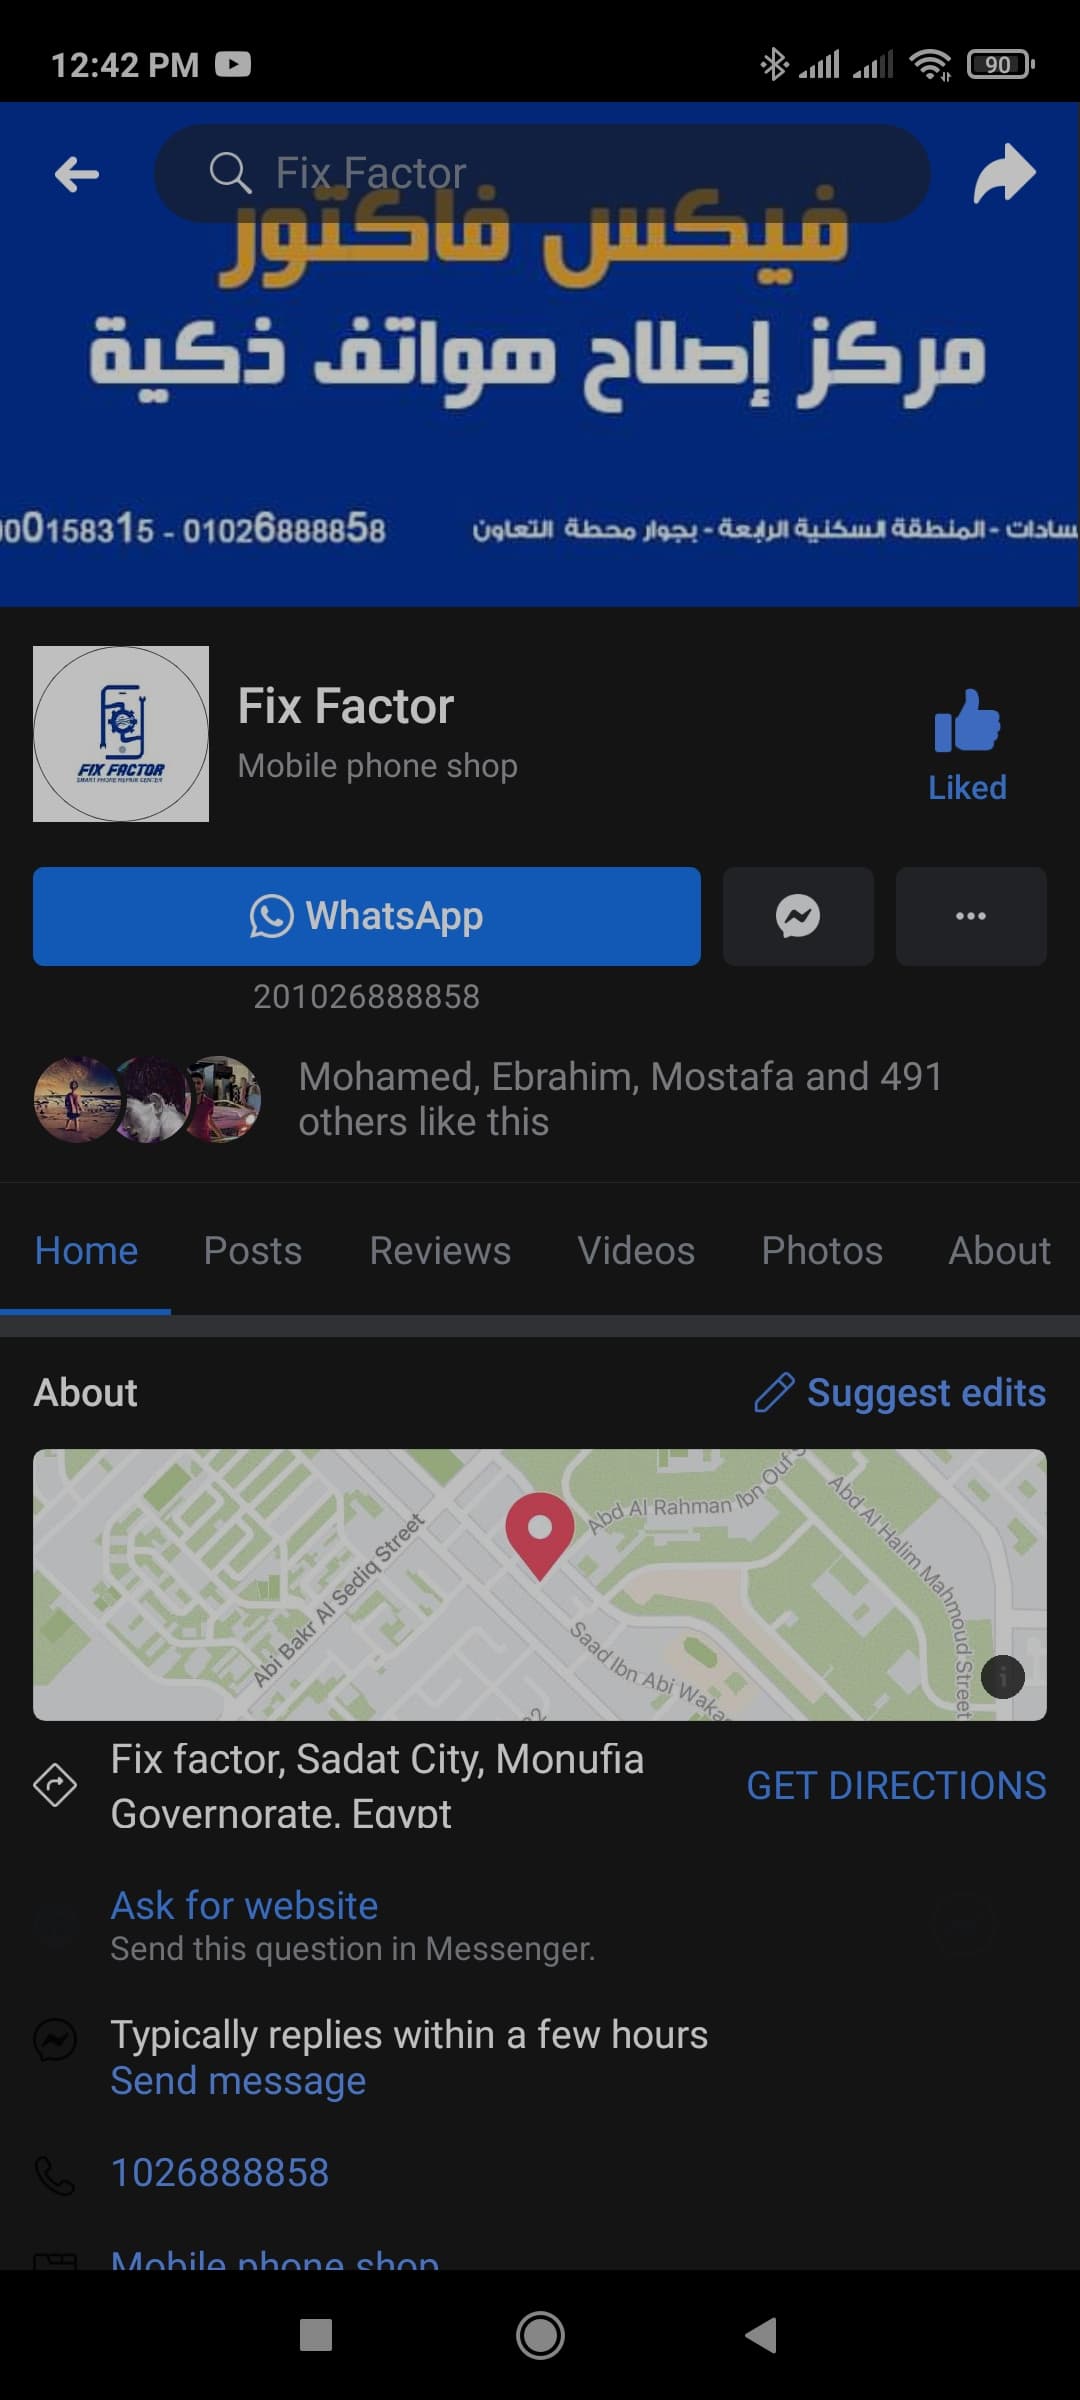 12:42 PM
90
Fix Factor
فيكس فاكتور
مركز إصلاح هواتف ذكية
سادات - المنطقة السكنية الرابعة - بجوار محطة التعاون
000158315 - 01026888858
FIX FACTOR
SMART PHONE REPAIR CENTER
Fix Factor
Mobile phone shop
Liked
WhatsApp
201026888858
Mohamed, Ebrahim, Mostafa and 491
others like this
Home Posts Reviews Videos Photos About
About
Suggest edits
Abi Bakr Al Sediq Street
Abd Al Rahman Ibn Ouf S
Abd Al Halim Mahmoud Street
Saad Ibn Abi Waka
Fix factor, Sadat City, Monufia
Governorate, Egypt
GET DIRECTIONS
Ask for website
Send this question in Messenger.
Typically replies within a few hours
Send message
1026888858
Mobile phone shop